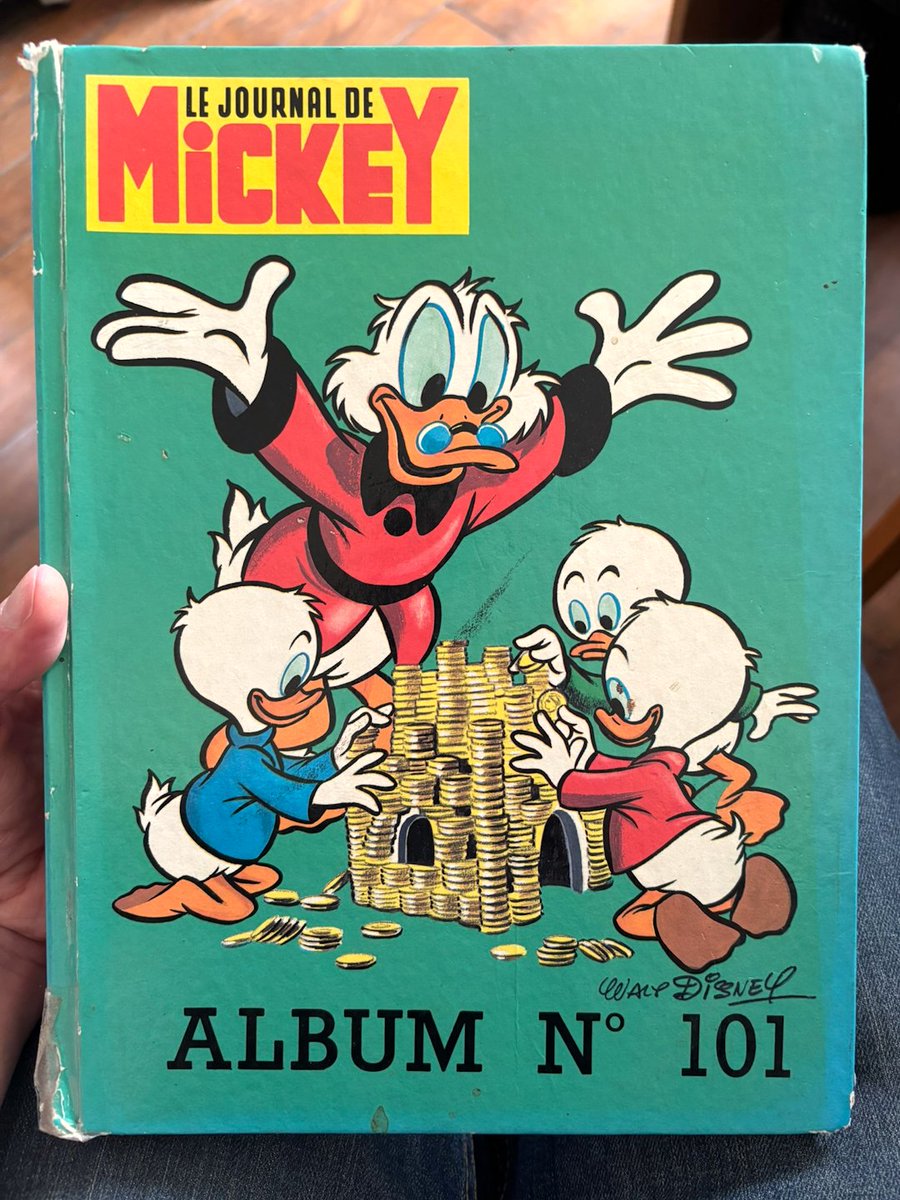 LE JOURNAL DE
MiCKEY
WALT DiSNEY
ALBUM N° 101